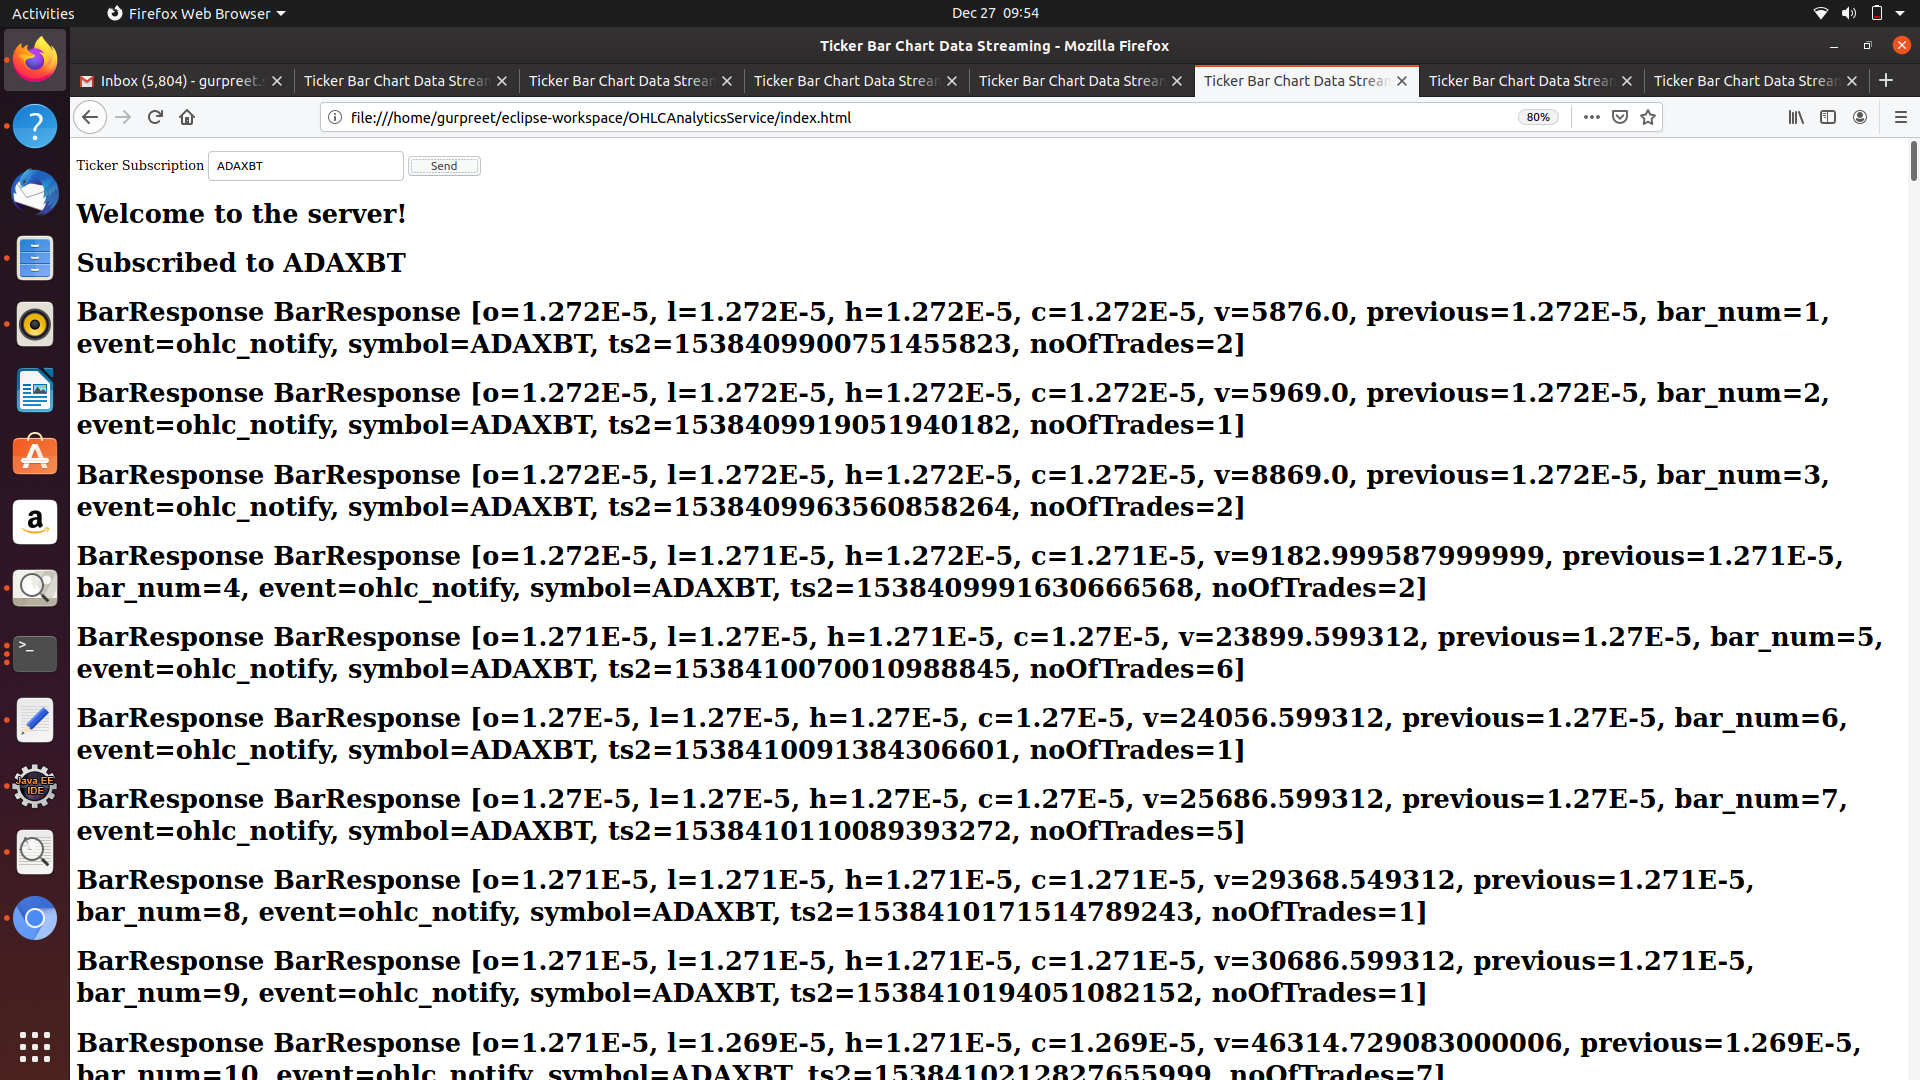 Activities Firefox Web Browser Dec 27 09:54
Ticker Bar Chart Data Streaming - Mozilla Firefox
Inbox (5,804) - gurpreet. Ticker Bar Chart Data Strear Ticker Bar Chart Data Strear Ticker Bar Chart Data Strear Ticker Bar Chart Data Strear Ticker Bar Chart Data Strear Ticker Bar Chart Data Strear Ticker Bar Chart Data Strear
file:///home/gurpreet/eclipse-workspace/OHLCAnalyticsService/index.html 80%
Ticker Subscription ADAXBT Send
Welcome to the server!
Subscribed to ADAXBT
BarResponse BarResponse [o=1.272E-5, l=1.272E-5, h=1.272E-5, c=1.272E-5, v=5876.0, previous=1.272E-5, bar_num=1,
event=ohlc_notify, symbol=ADAXBT, ts2=1538409900751455823, noOfTrades=2]
BarResponse BarResponse [o=1.272E-5, l=1.272E-5, h=1.272E-5, c=1.272E-5, v=5969.0, previous=1.272E-5, bar_num=2,
event=ohlc_notify, symbol=ADAXBT, ts2=1538409919051940182, noOfTrades=1]
BarResponse BarResponse [o=1.272E-5, l=1.272E-5, h=1.272E-5, c=1.272E-5, v=8869.0, previous=1.272E-5, bar_num=3,
event=ohlc_notify, symbol=ADAXBT, ts2=1538409963560858264, noOfTrades=2]
BarResponse BarResponse [o=1.272E-5, l=1.271E-5, h=1.272E-5, c=1.271E-5, v=9182.999587999999, previous=1.271E-5,
bar_num=4, event=ohlc_notify, symbol=ADAXBT, ts2=1538409991630666568, noOfTrades=2]
BarResponse BarResponse [o=1.271E-5, l=1.27E-5, h=1.271E-5, c=1.27E-5, v=23899.599312, previous=1.27E-5, bar_num=5,
event=ohlc_notify, symbol=ADAXBT, ts2=1538410070010988845, noOfTrades=6]
BarResponse BarResponse [o=1.27E-5, l=1.27E-5, h=1.27E-5, c=1.27E-5, v=24056.599312, previous=1.27E-5, bar_num=6,
event=ohlc_notify, symbol=ADAXBT, ts2=1538410091384306601, noOfTrades=1]
BarResponse BarResponse [o=1.27E-5, l=1.27E-5, h=1.27E-5, c=1.27E-5, v=25686.599312, previous=1.27E-5, bar_num=7,
event=ohlc_notify, symbol=ADAXBT, ts2=1538410110089393272, noOfTrades=5]
BarResponse BarResponse [o=1.271E-5, l=1.271E-5, h=1.271E-5, c=1.271E-5, v=29368.549312, previous=1.271E-5,
bar_num=8, event=ohlc_notify, symbol=ADAXBT, ts2=1538410171514789243, noOfTrades=1]
BarResponse BarResponse [o=1.271E-5, l=1.271E-5, h=1.271E-5, c=1.271E-5, v=30686.599312, previous=1.271E-5,
bar_num=9, event=ohlc_notify, symbol=ADAXBT, ts2=1538410194051082152, noOfTrades=1]
BarResponse BarResponse [o=1.271E-5, l=1.269E-5, h=1.271E-5, c=1.269E-5, v=46314.729083000006, previous=1.269E-5,
bar_num=10, event=ohlc_notify, symbol=ADAXBT, ts2=1538410212827655999, noOfTrades=7]
Java EE
IDE